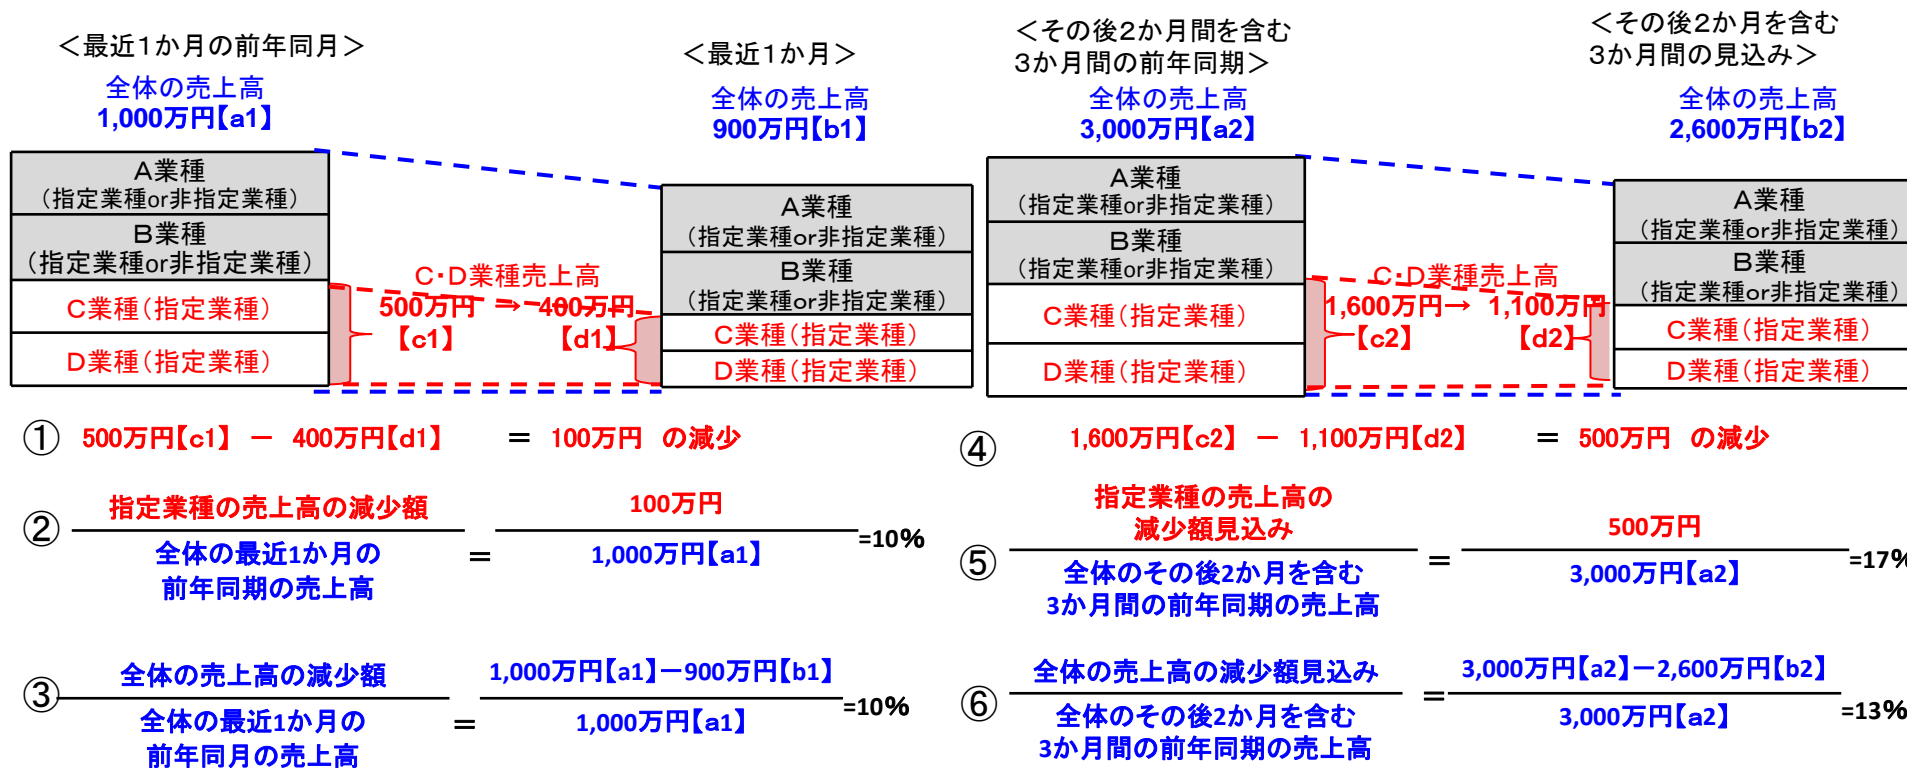 ＜最近１か月の前年同月＞
全体の売上高
1,000万円【a1】
A業種
（指定業種or非指定業種）
B業種
（指定業種or非指定業種）
C業種（指定業種）
D業種（指定業種）
C・D業種売上高
500万円 → 400万円
【c1】 【d1】
＜最近１か月＞
全体の売上高
900万円【b1】
A業種
（指定業種or非指定業種）
B業種
（指定業種or非指定業種）
C業種（指定業種）
D業種（指定業種）
＜その後２か月間を含む
３か月間の前年同期＞
全体の売上高
3,000万円【a2】
A業種
（指定業種or非指定業種）
B業種
（指定業種or非指定業種）
C業種（指定業種）
D業種（指定業種）
C・D業種売上高
1,600万円→ 1,100万円
【c2】 【d2】
＜その後２か月を含む
３か月間の見込み＞
全体の売上高
2,600万円【b2】
A業種
（指定業種or非指定業種）
B業種
（指定業種or非指定業種）
C業種（指定業種）
D業種（指定業種）
① 500万円【c1】 － 400万円【d1】 ＝ 100万円 の減少
② 指定業種の売上高の減少額
全体の最近1か月の
前年同期の売上高
＝
100万円
1,000万円【a1】
=10%
③ 全体の売上高の減少額
全体の最近1か月の
前年同月の売上高
＝
1,000万円【a1】－900万円【b1】
1,000万円【a1】
=10%
④ 1,600万円【c2】 － 1,100万円【d2】 ＝ 500万円 の減少
⑤ 指定業種の売上高の
減少額見込み
全体のその後2か月を含む
3か月間の前年同期の売上高
＝
500万円
3,000万円【a2】
=17%
⑥ 全体の売上高の減少額見込み
全体のその後2か月を含む
3か月間の前年同期の売上高
＝
3,000万円【a2】－2,600万円【b2】
3,000万円【a2】
=13%